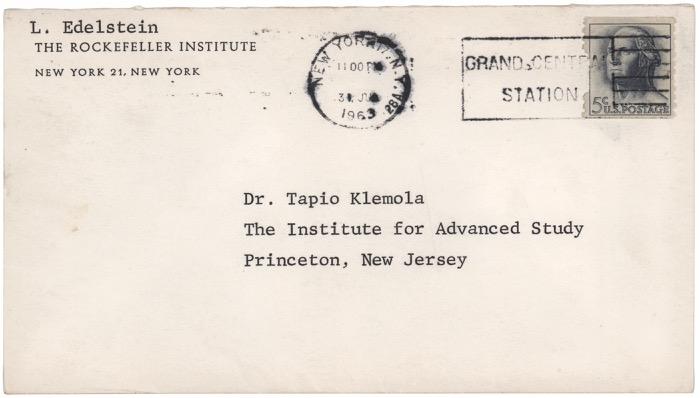 L. Edelstein
THE ROCKEFELLER INSTITUTE
NEW YORK 21, NEW YORK
NEW YORK, N.Y.
11 00 PM
1963
GRAND CENTRAL
STATION
5¢ U.S. POSTAGE
Dr. Tapio Klemola
The Institute for Advanced Study
Princeton, New Jersey